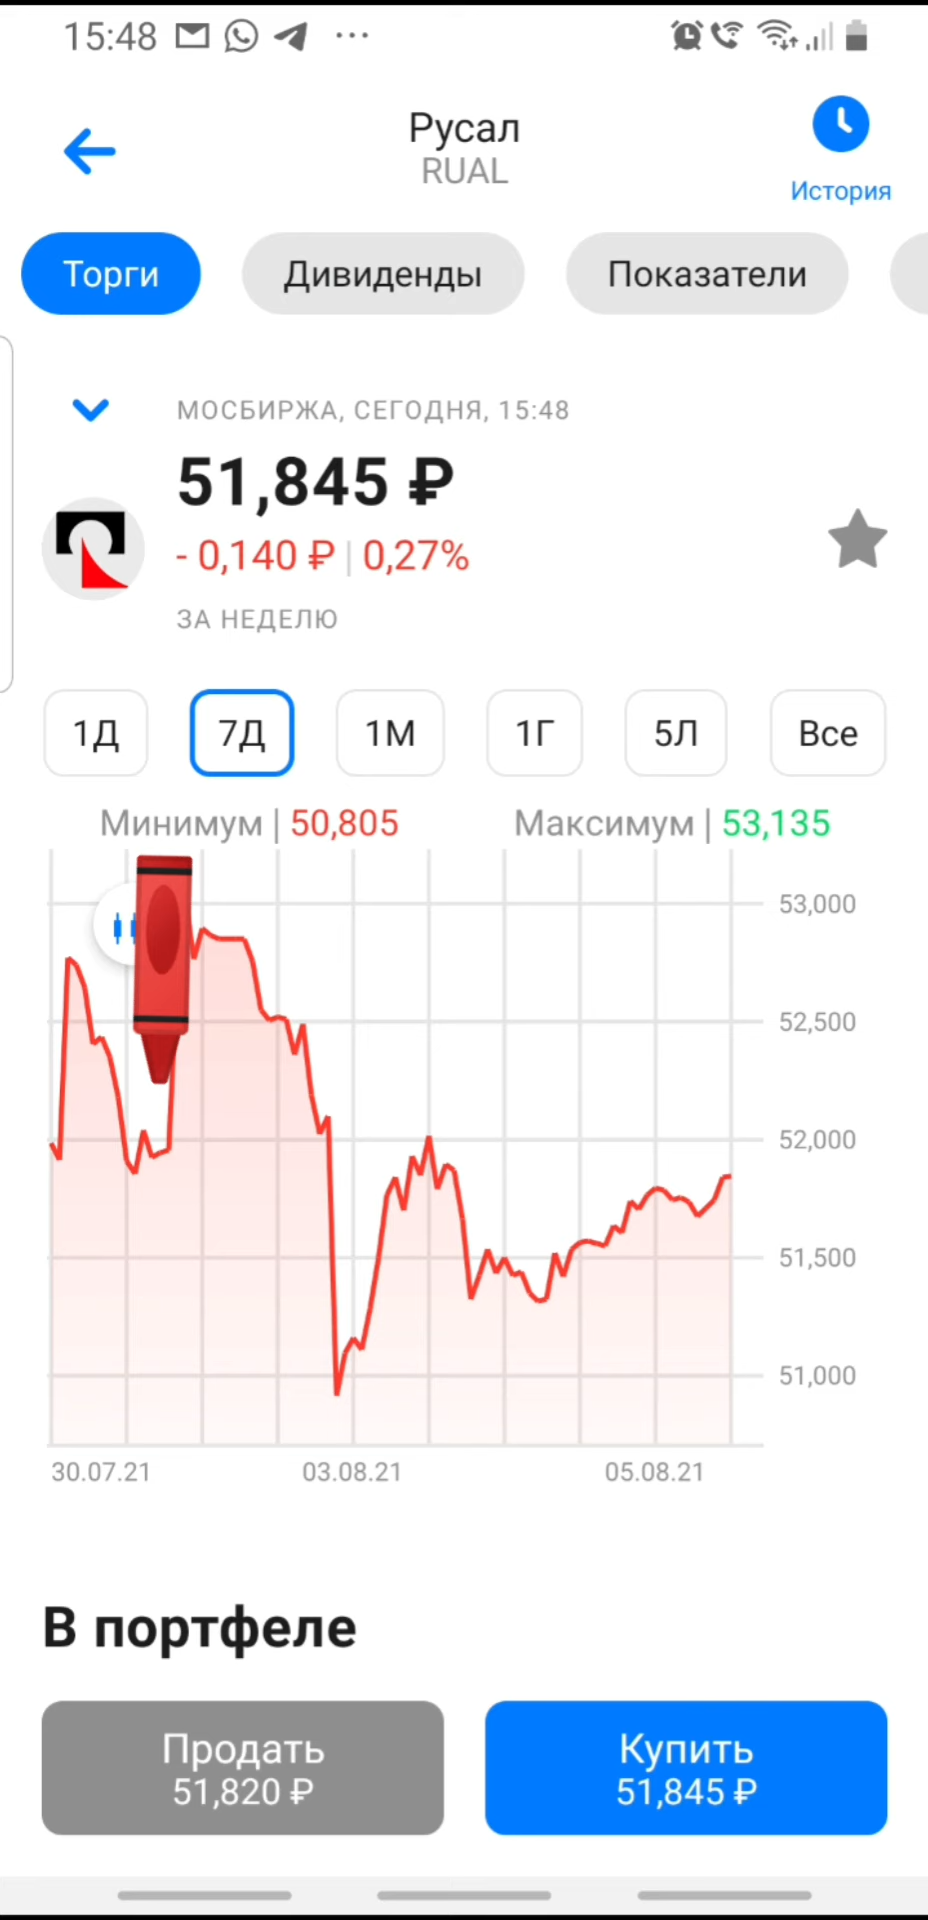 15:48
Русал
RUAL
История
Торги
Дивиденды
Показатели
МОСБИРЖА, СЕГОДНЯ, 15:48
51,845 ₽
- 0,140 ₽ | 0,27%
ЗА НЕДЕЛЮ
1Д 7Д 1М 1Г 5Л Все
Минимум | 50,805 Максимум | 53,135
53,000
52,500
52,000
51,500
51,000
30.07.21 03.08.21 05.08.21
В портфеле
Продать
51,820 ₽
Купить
51,845 ₽